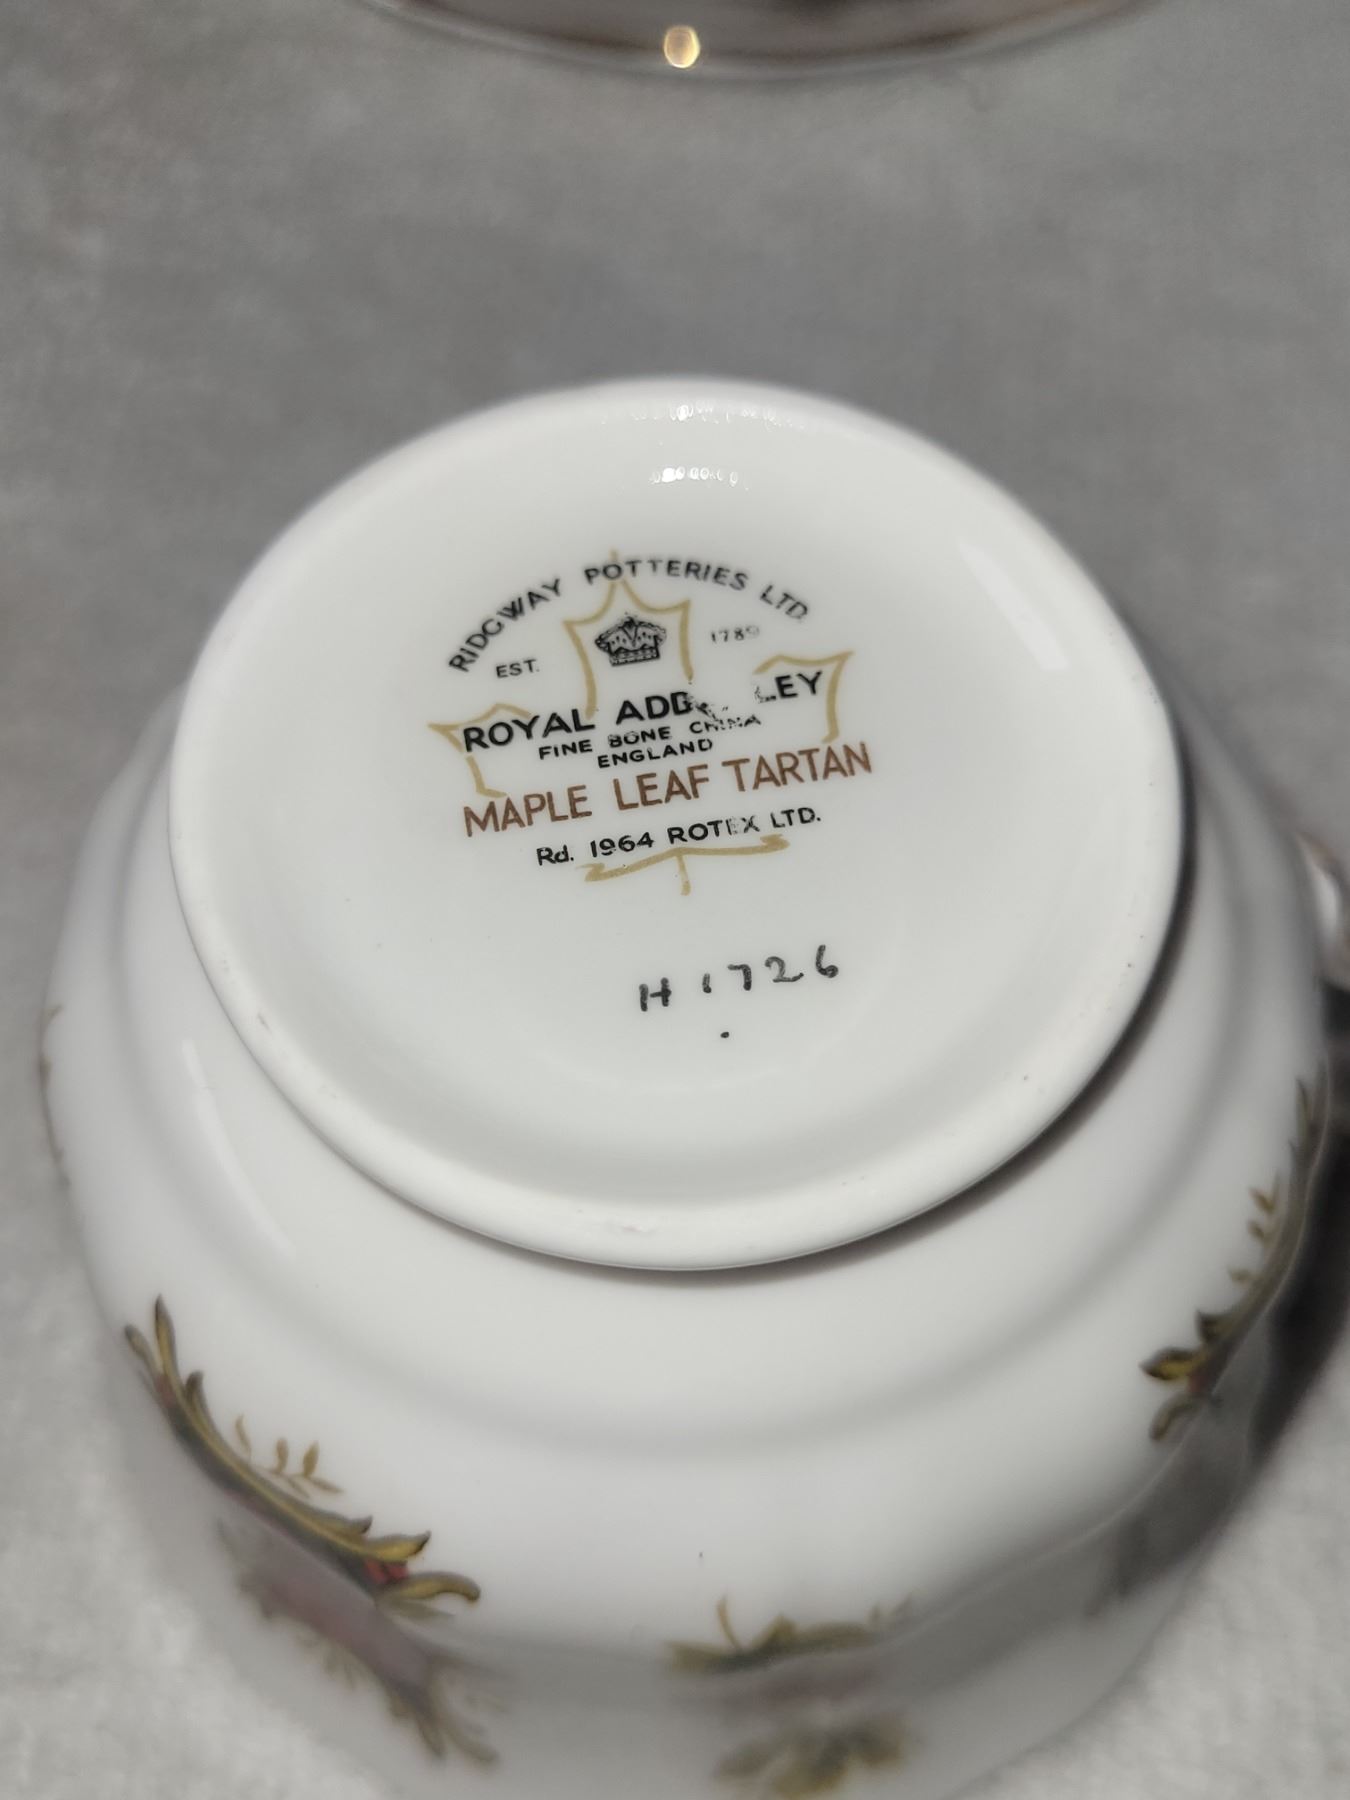 RIDGWAY POTTERIES LTD.
EST. 1789
ROYAL ADD LEY
FINE BONE CHINA
ENGLAND
MAPLE LEAF TARTAN
Rd. 1964 ROTEX LTD.
H 1726